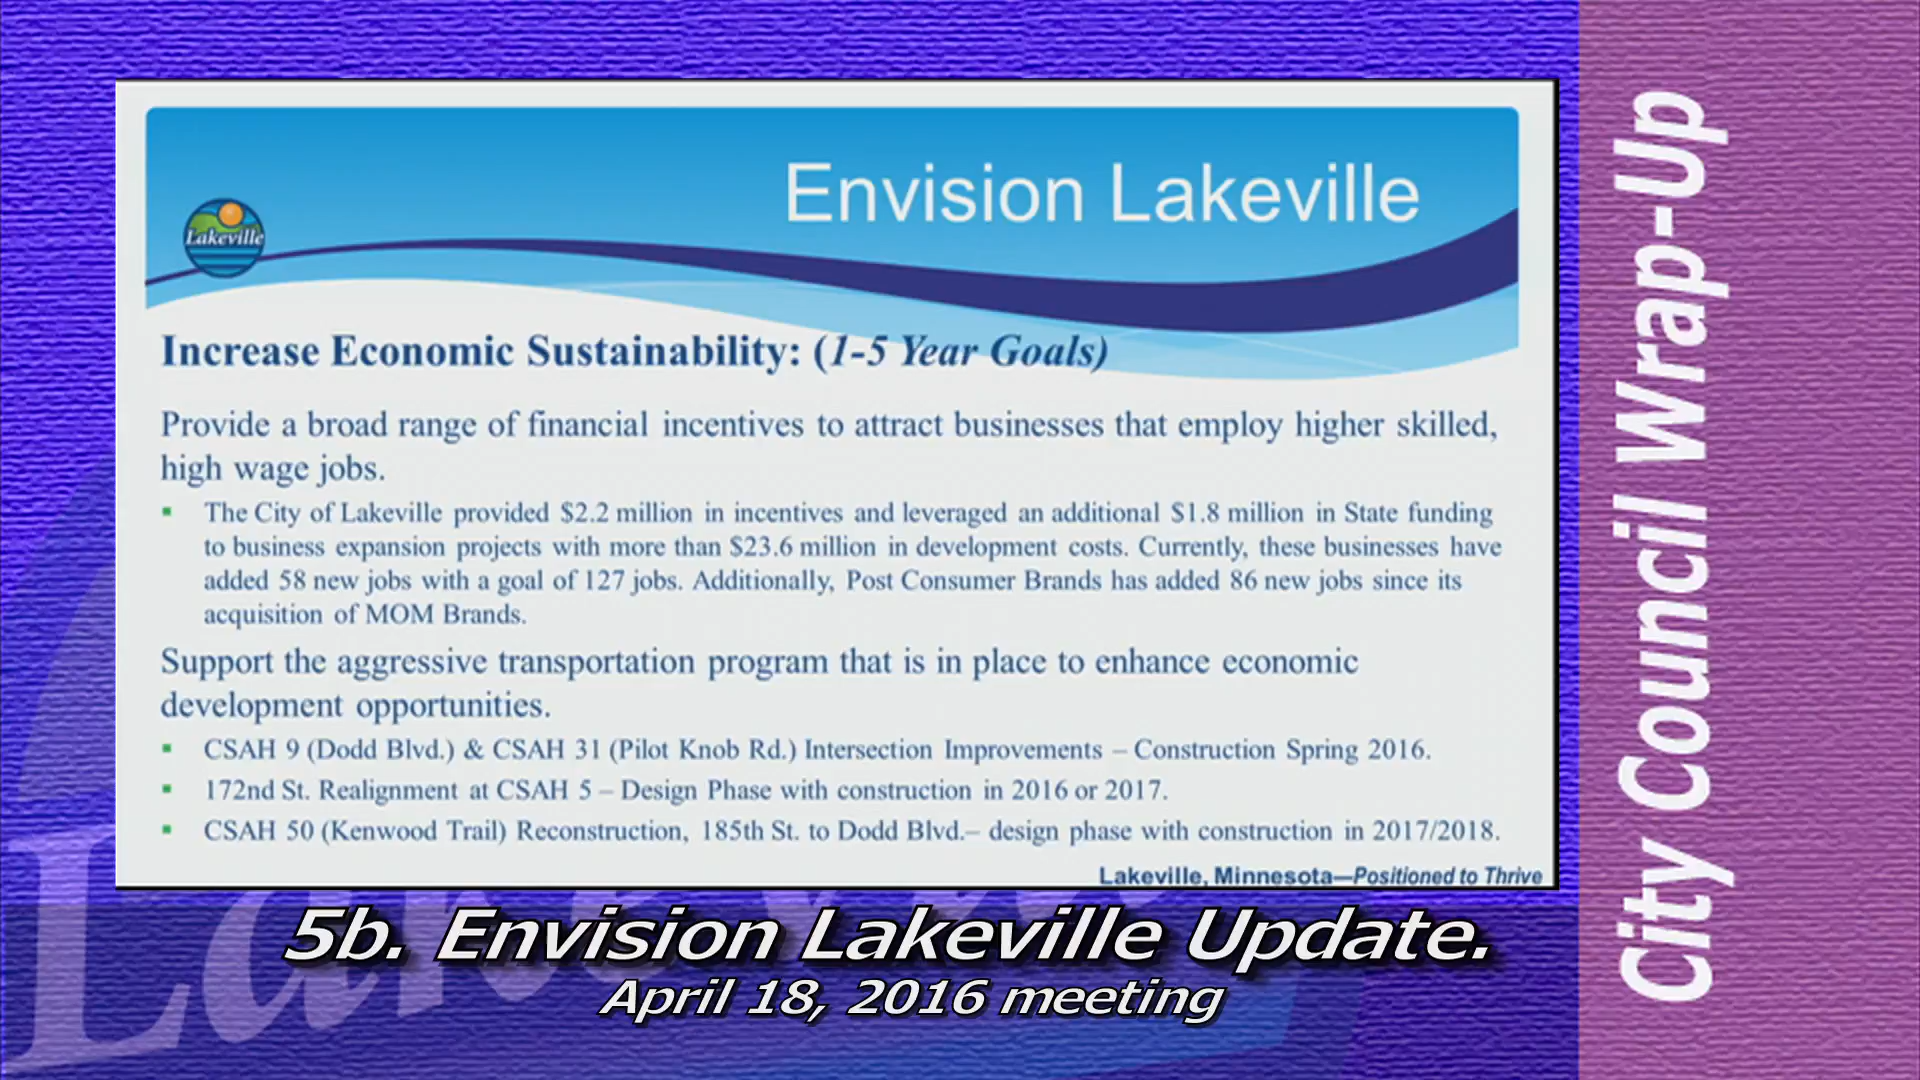 Envision Lakeville
Lakeville
Increase Economic Sustainability: (1-5 Year Goals)
Provide a broad range of financial incentives to attract businesses that employ higher skilled,
high wage jobs.
▪ The City of Lakeville provided $2.2 million in incentives and leveraged an additional $1.8 million in State funding
to business expansion projects with more than $23.6 million in development costs. Currently, these businesses have
added 58 new jobs with a goal of 127 jobs. Additionally, Post Consumer Brands has added 86 new jobs since its
acquisition of MOM Brands.
Support the aggressive transportation program that is in place to enhance economic
development opportunities.
▪ CSAH 9 (Dodd Blvd.) & CSAH 31 (Pilot Knob Rd.) Intersection Improvements – Construction Spring 2016.
▪ 172nd St. Realignment at CSAH 5 – Design Phase with construction in 2016 or 2017.
▪ CSAH 50 (Kenwood Trail) Reconstruction, 185th St. to Dodd Blvd.– design phase with construction in 2017/2018.
Lakeville, Minnesota—Positioned to Thrive
5b. Envision Lakeville Update.
April 18, 2016 meeting
City Council Wrap-Up